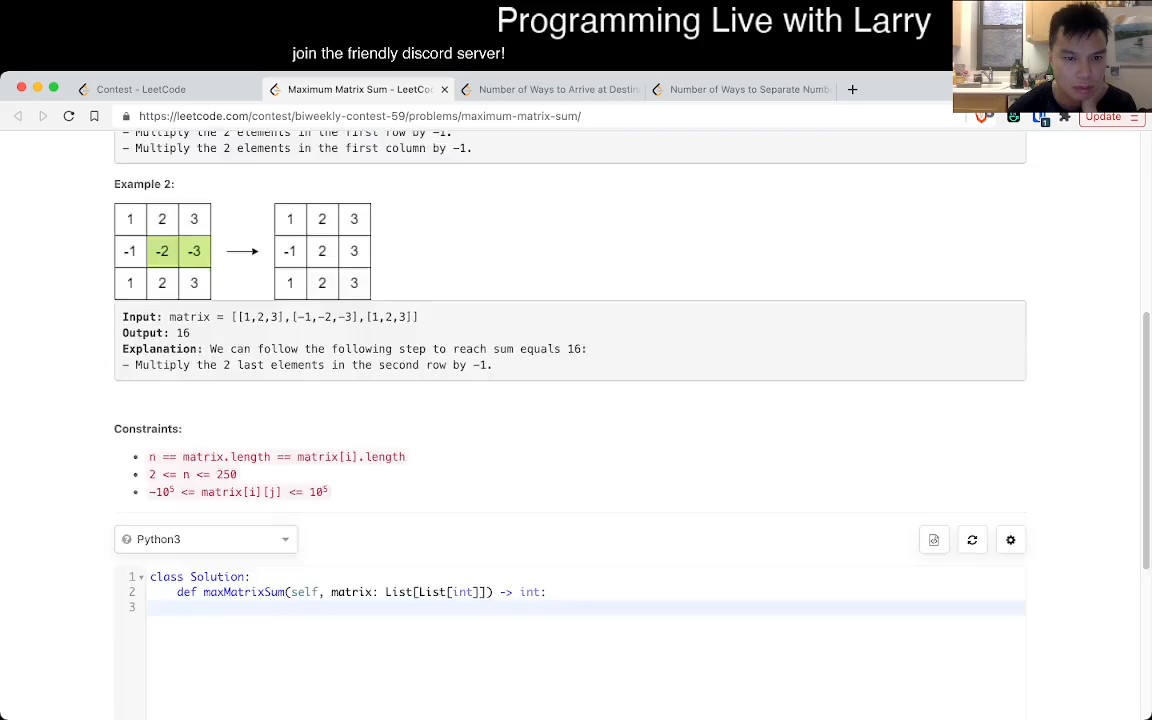 Programming Live with Larry
join the friendly discord server!
Contest - LeetCode
Maximum Matrix Sum - LeetCo
Number of Ways to Arrive at Destin
Number of Ways to Separate Numb
https://leetcode.com/contest/biweekly-contest-59/problems/maximum-matrix-sum/
Update
- Multiply the 2 elements in the first row by -1.
- Multiply the 2 elements in the first column by -1.
Example 2:
1 2 3 1 2 3
-1 -2 -3 -1 2 3
1 2 3 1 2 3
Input: matrix = [[1,2,3],[-1,-2,-3],[1,2,3]]
Output: 16
Explanation: We can follow the following step to reach sum equals 16:
- Multiply the 2 last elements in the second row by -1.
Constraints:
n == matrix.length == matrix[i].length
2 <= n <= 250
-10⁵ <= matrix[i][j] <= 10⁵
Python3
1 class Solution:
2 def maxMatrixSum(self, matrix: List[List[int]]) -> int:
3